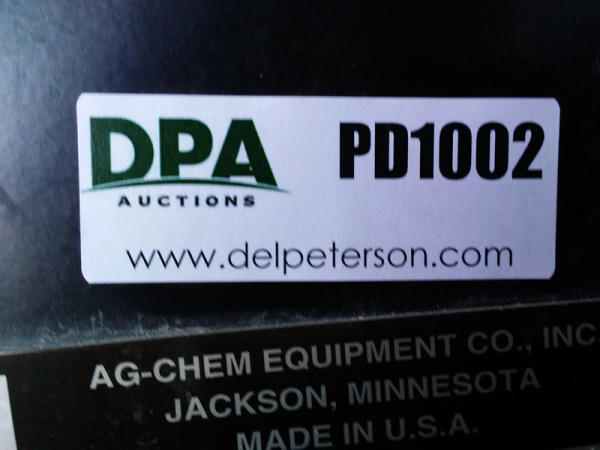 DPA
AUCTIONS
PD1002
www.delpeterson.com
AG-CHEM EQUIPMENT CO., INC.
JACKSON, MINNESOTA
MADE IN U.S.A.